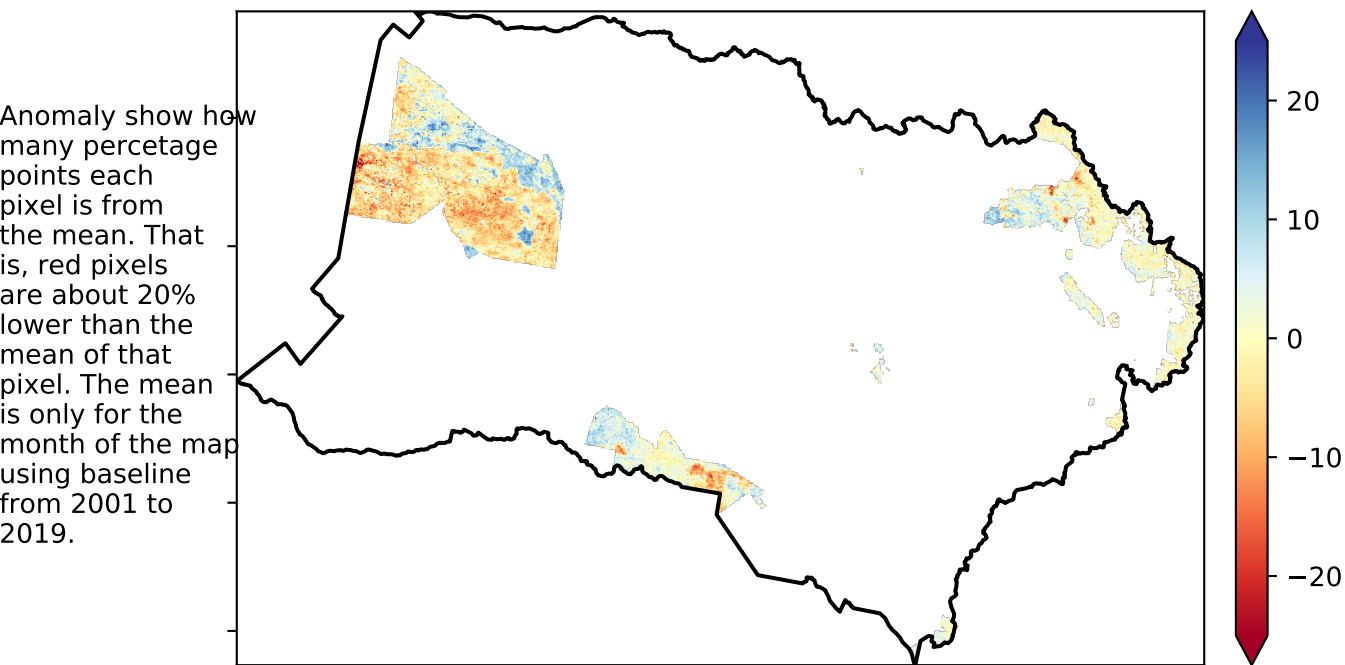 Anomaly show how
many percetage
points each
pixel is from
the mean. That
is, red pixels
are about 20%
lower than the
mean of that
pixel. The mean
is only for the
month of the map
using baseline
from 2001 to
2019.
20
10
0
−10
−20